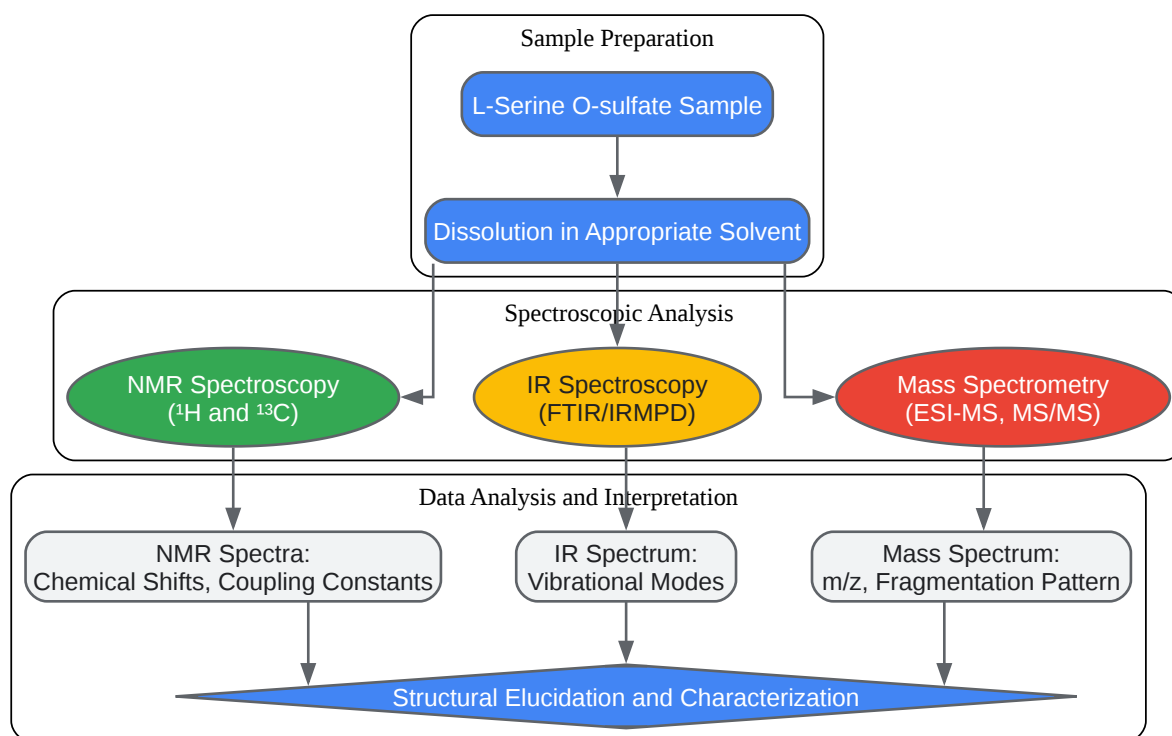 Sample Preparation
L-Serine O-sulfate Sample
Dissolution in Appropriate Solvent
Spectroscopic Analysis
NMR Spectroscopy
(¹H and ¹³C)
IR Spectroscopy
(FTIR/IRMPD)
Mass Spectrometry
(ESI-MS, MS/MS)
Data Analysis and Interpretation
NMR Spectra:
Chemical Shifts, Coupling Constants
IR Spectrum:
Vibrational Modes
Mass Spectrum:
m/z, Fragmentation Pattern
Structural Elucidation and Characterization